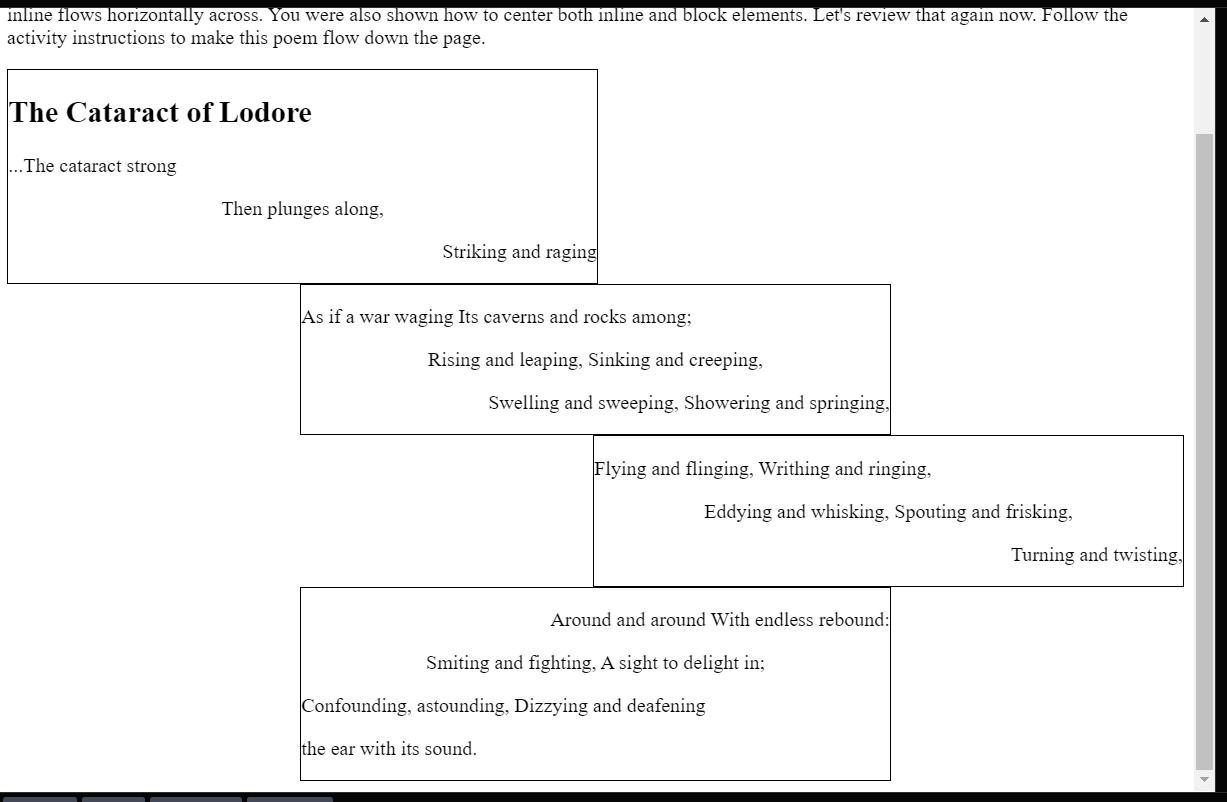 inline flows horizontally across. You were also shown how to center both inline and block elements. Let's review that again now. Follow the
activity instructions to make this poem flow down the page.
The Cataract of Lodore
...The cataract strong
Then plunges along,
Striking and raging
As if a war waging Its caverns and rocks among;
Rising and leaping, Sinking and creeping,
Swelling and sweeping, Showering and springing,
Flying and flinging, Writhing and ringing,
Eddying and whisking, Spouting and frisking,
Turning and twisting,
Around and around With endless rebound:
Smiting and fighting, A sight to delight in;
Confounding, astounding, Dizzying and deafening
the ear with its sound.